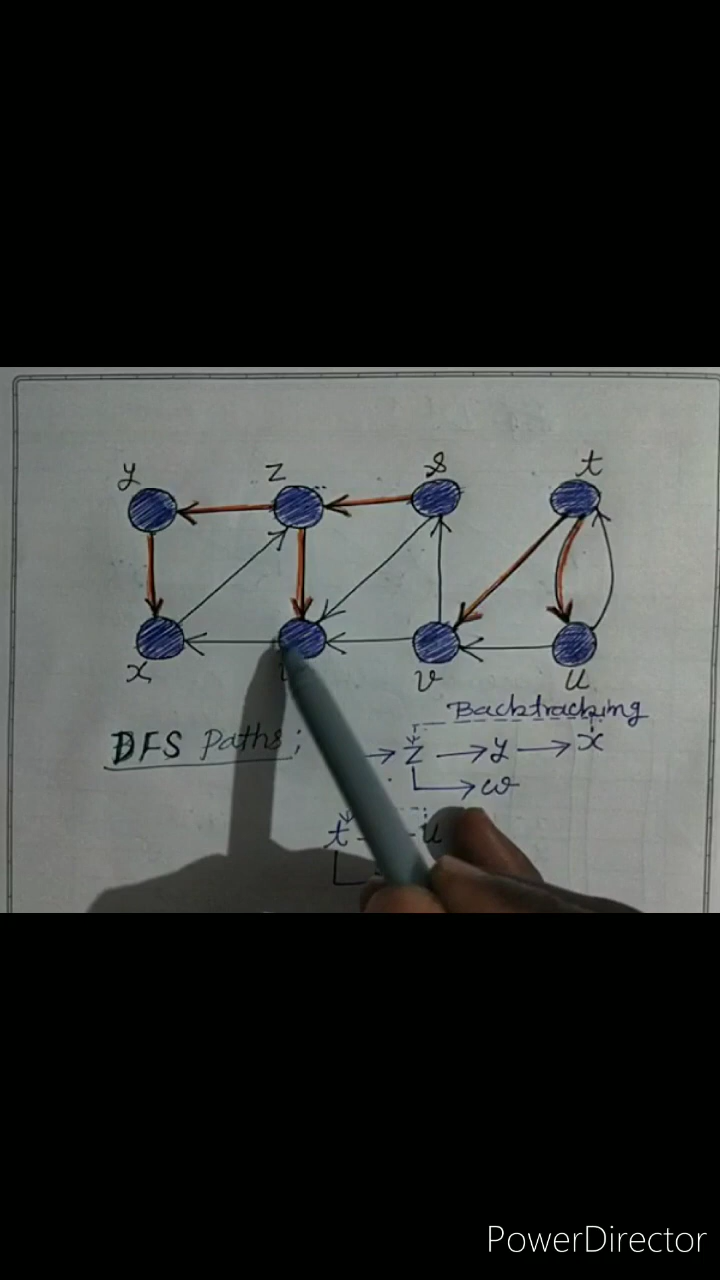 y z s t
x v u
Backtracking
DFS Paths: → z → y → x
→ w
t u
PowerDirector